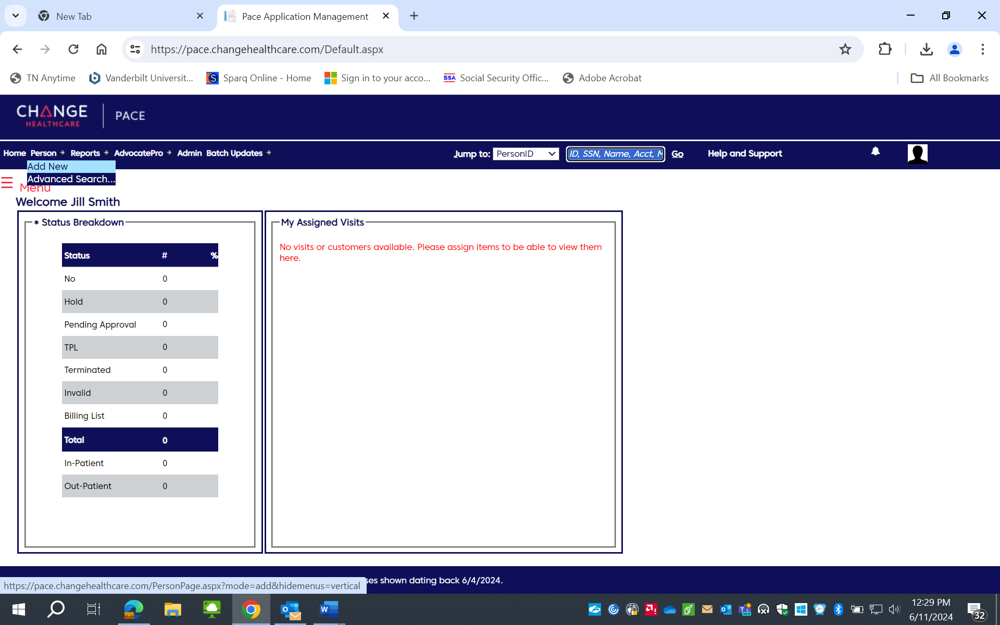 New Tab
Pace Application Management
https://pace.changehealthcare.com/Default.aspx
TN Anytime
Vanderbilt Universit...
Sparq Online - Home
Sign in to your acco...
SSA Social Security Offic...
Adobe Acrobat
All Bookmarks
CHANGE
HEALTHCARE
PACE
Home Person Reports AdvocatePro Admin Batch Updates
Jump to: PersonID ID, SSN, Name, Acct, M Go Help and Support
Add New
Advanced Search...
Menu
Welcome Jill Smith
* Status Breakdown
Status # %
No 0
Hold 0
Pending Approval 0
TPL 0
Terminated 0
Invalid 0
Billing List 0
Total 0
In-Patient 0
Out-Patient 0
My Assigned Visits
No visits or customers available. Please assign items to be able to view them
here.
ses shown dating back 6/4/2024.
https://pace.changehealthcare.com/PersonPage.aspx?mode=add&hidemenus=vertical
12:29 PM
6/11/2024
32